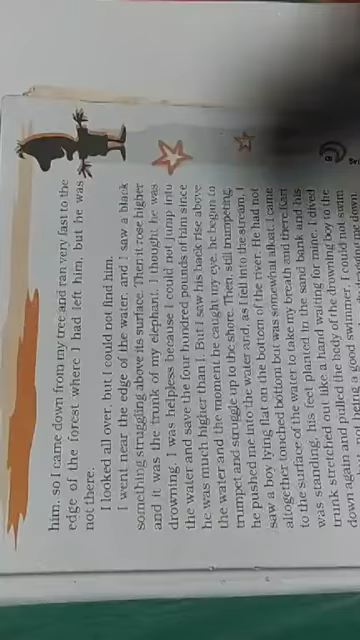 him, so I came down from my tree and ran very fast to the
edge of the forest where I had left him, but he was
not there.
I looked all over, but I could not find him.
I went near the edge of the water, and I saw a black
something struggling above its surface. Then it rose higher
and it was the trunk of my elephant. I thought he was
drowning. I was helpless because I could not jump into
the water and save the four hundred pounds of him since
he was much higher than I. But I saw his back rise above
the water and the moment he caught my eye, he began to
trumpet and struggle up to the shore. Then, still trumpeting,
he pushed me into the water and, as I fell into the stream, I
saw a boy lying flat on the bottom of the river. He had not
altogether touched bottom but was somewhat afloat. I came
to the surface of the water to take my breath and there Kari
was standing, his feet planted in the sand bank and his
trunk stretched out like a hand waiting for mine. I dived
down again and pulled the body of the drowning boy to the
not being a good swimmer, I could not swim